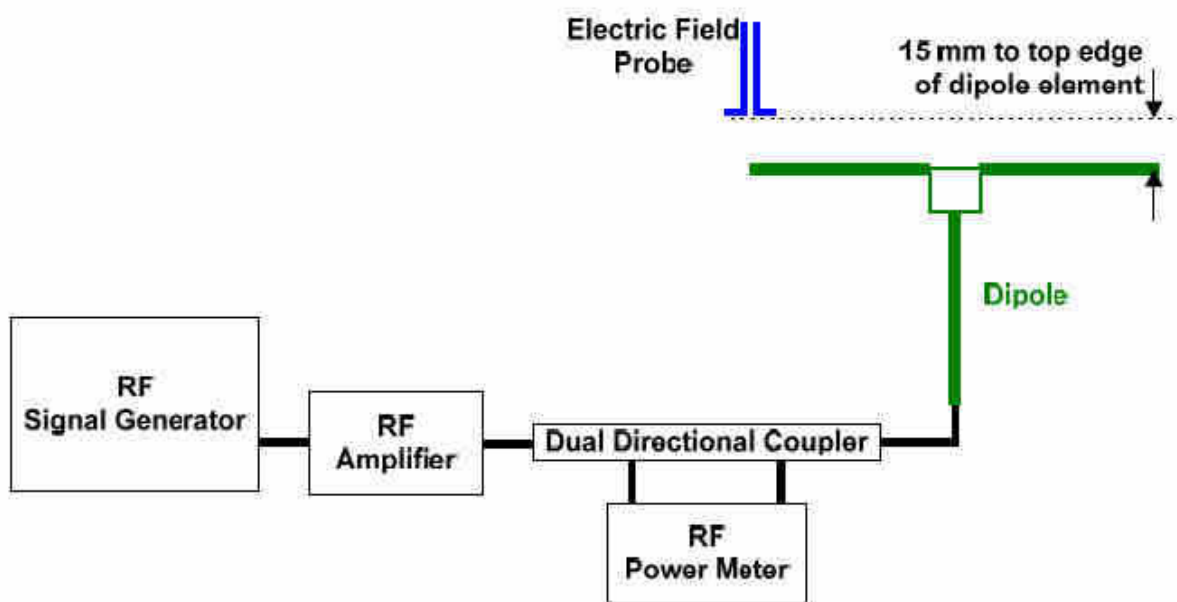 Electric Field
Probe
15 mm to top edge
of dipole element
Dipole
RF
Signal Generator
RF
Amplifier
Dual Directional Coupler
RF
Power Meter